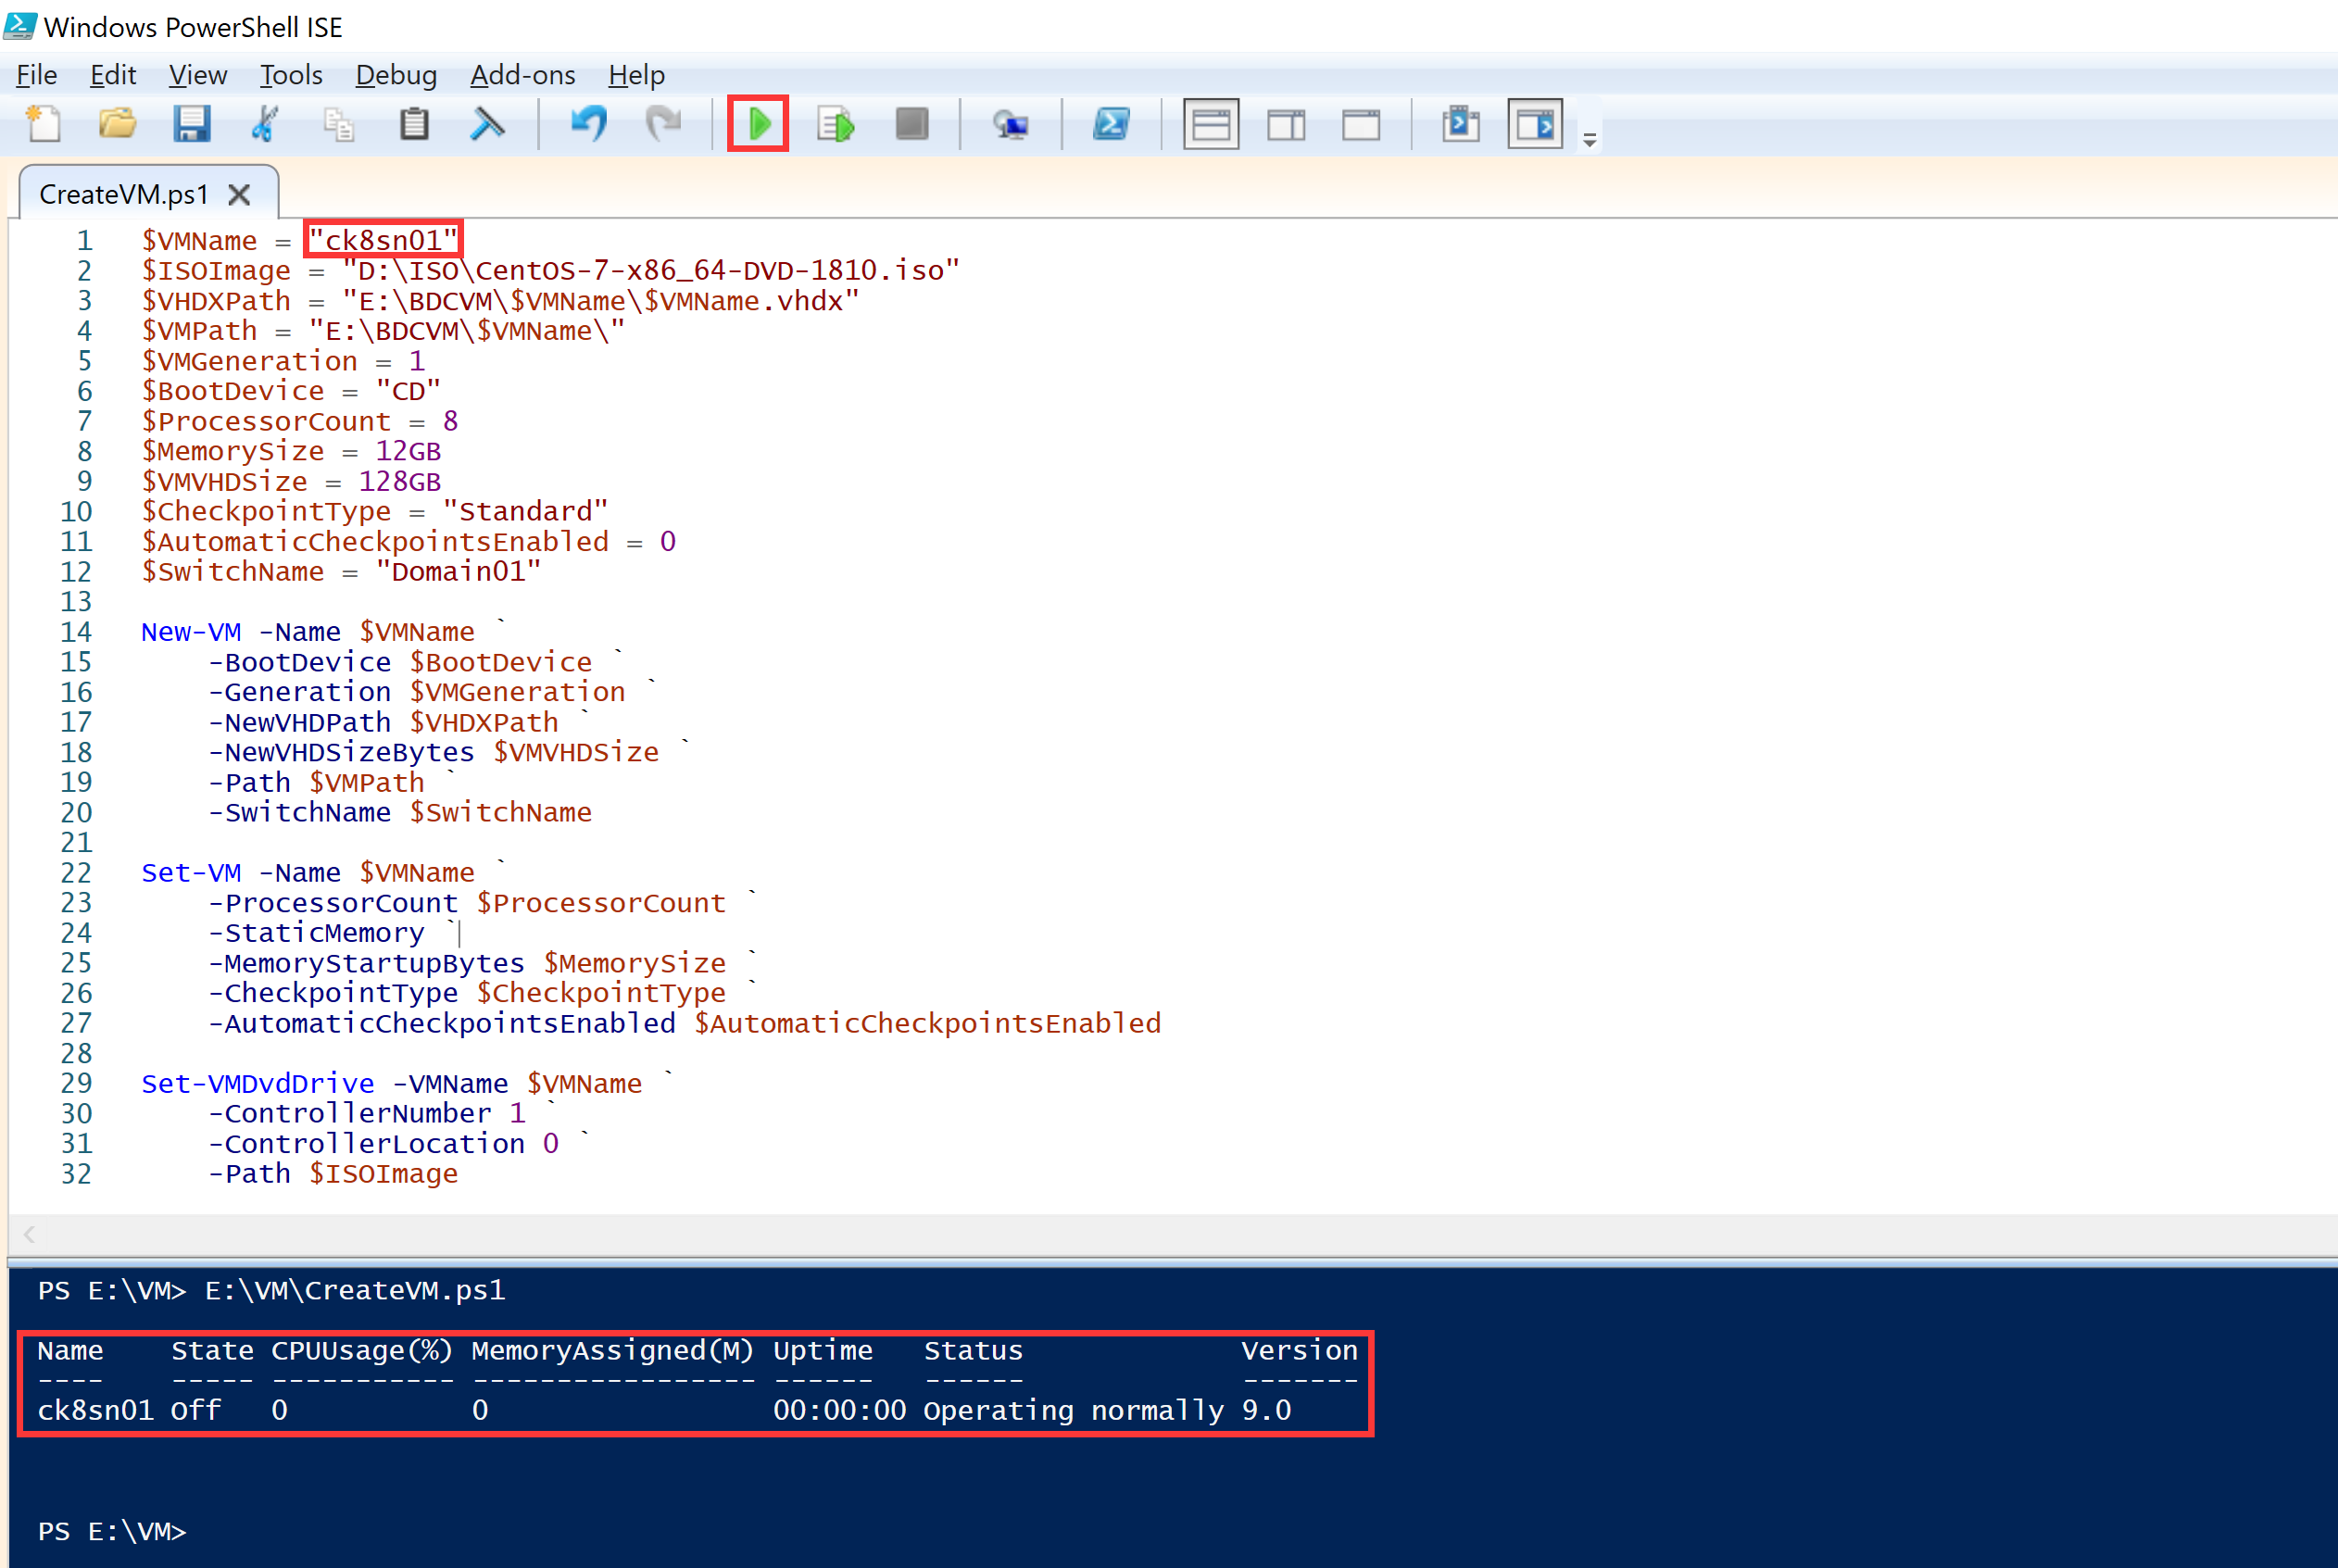 Windows PowerShell ISE
File Edit View Tools Debug Add-ons Help
CreateVM.ps1
1 $VMName = "ck8sn01"
2 $ISOImage = "D:\ISO\CentOS-7-x86_64-DVD-1810.iso"
3 $VHDXPath = "E:\BDCVM\$VMName\$VMName.vhdx"
4 $VMPath = "E:\BDCVM\$VMName\"
5 $VMGeneration = 1
6 $BootDevice = "CD"
7 $ProcessorCount = 8
8 $MemorySize = 12GB
9 $VMVHDSize = 128GB
10 $CheckpointType = "Standard"
11 $AutomaticCheckpointsEnabled = 0
12 $SwitchName = "Domain01"
13
14 New-VM -Name $VMName `
15 -BootDevice $BootDevice `
16 -Generation $VMGeneration `
17 -NewVHDPath $VHDXPath `
18 -NewVHDSizeBytes $VMVHDSize `
19 -Path $VMPath `
20 -SwitchName $SwitchName
21
22 Set-VM -Name $VMName `
23 -ProcessorCount $ProcessorCount `
24 -StaticMemory `
25 -MemoryStartupBytes $MemorySize `
26 -CheckpointType $CheckpointType `
27 -AutomaticCheckpointsEnabled $AutomaticCheckpointsEnabled
28
29 Set-VMDvdDrive -VMName $VMName `
30 -ControllerNumber 1 `
31 -ControllerLocation 0 `
32 -Path $ISOImage
PS E:\VM> E:\VM\CreateVM.ps1
Name State CPUUsage(%) MemoryAssigned(M) Uptime Status Version
---- ----- ----------- ----------------- ------ ------ -------
ck8sn01 Off 0 0 00:00:00 Operating normally 9.0
PS E:\VM>